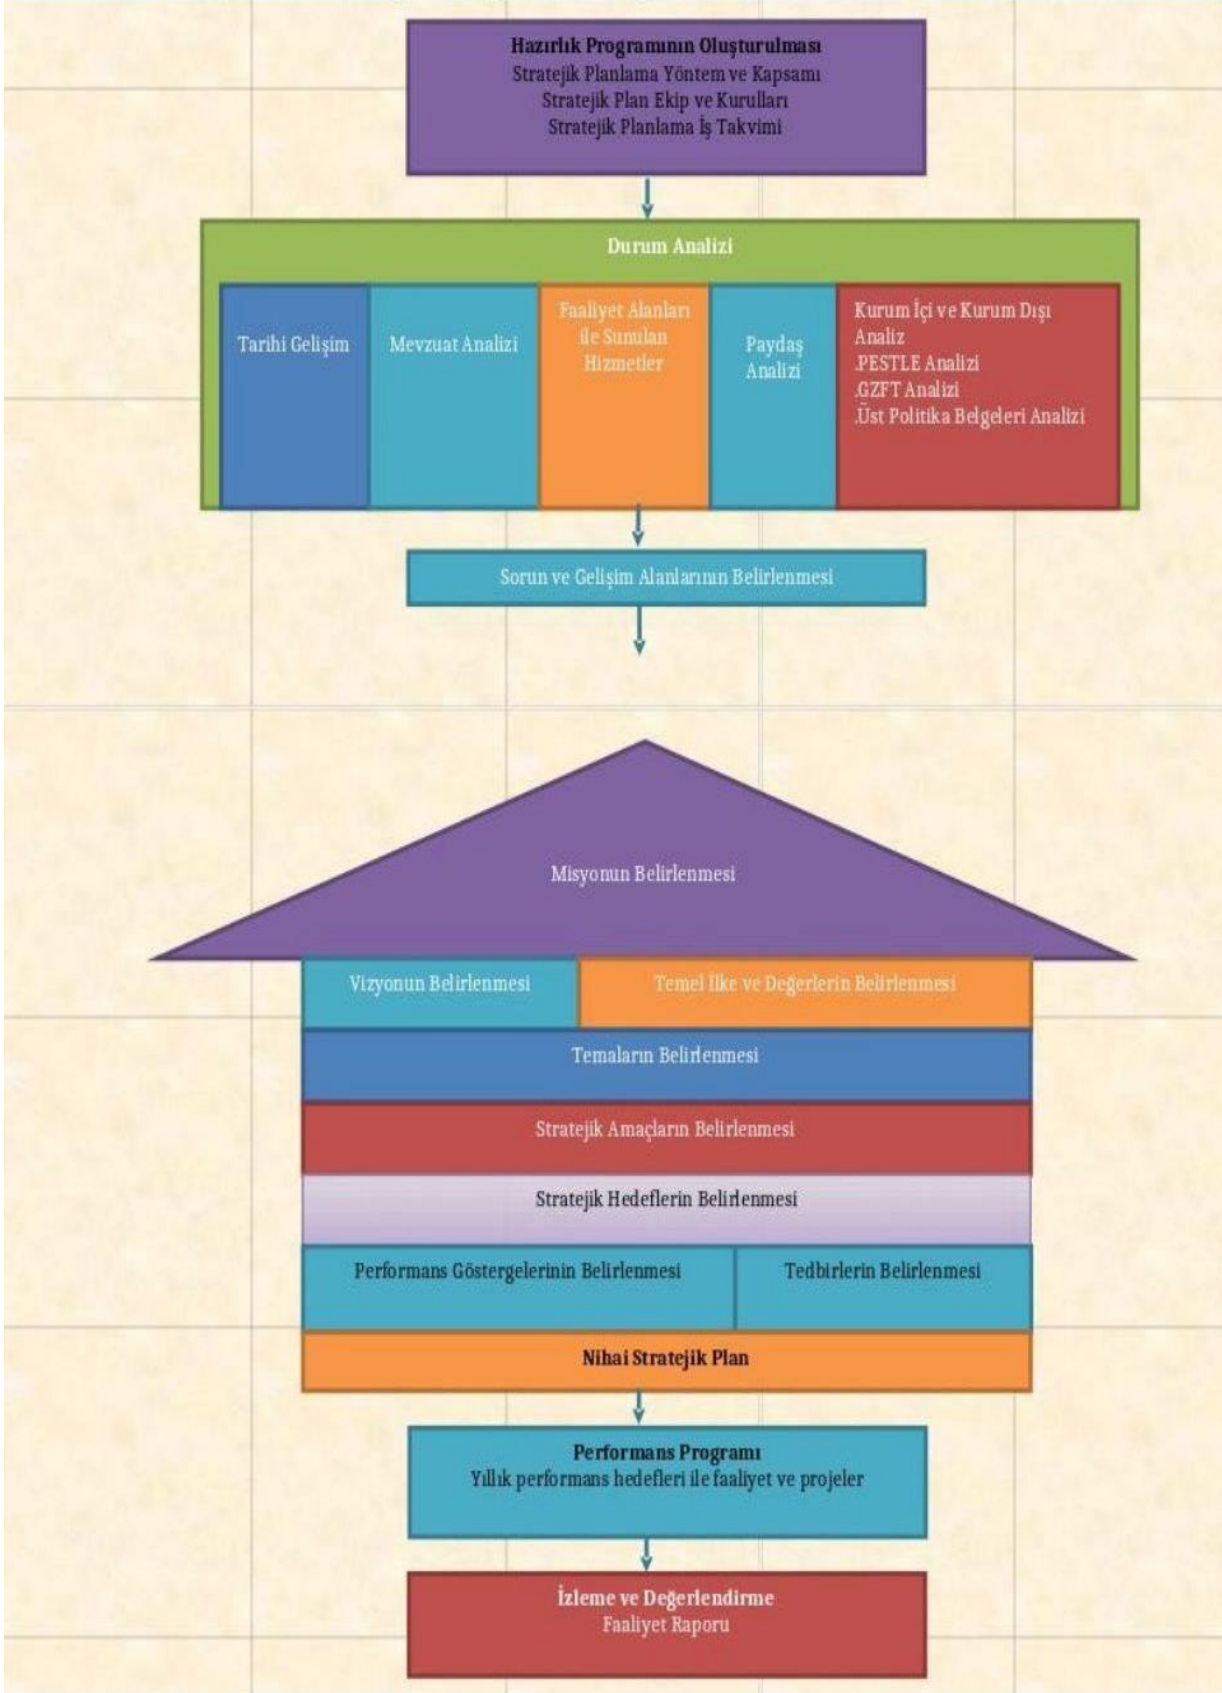 Hazırlık Programının Oluşturulması
Stratejik Planlama Yöntem ve Kapsamı
Stratejik Plan Ekip ve Kurulları
Stratejik Planlama İş Takvimi
Durum Analizi
Tarihi Gelişim
Mevzuat Analizi
Faaliyet Alanları
ile Sunulan
Hizmetler
Paydaş
Analizi
Kurum İçi ve Kurum Dışı
Analiz
.PESTLE Analizi
.GZFT Analizi
.Üst Politika Belgeleri Analizi
Sorun ve Gelişim Alanlarının Belirlenmesi
Misyonun Belirlenmesi
Vizyonun Belirlenmesi
Temel İlke ve Değerlerin Belirlenmesi
Temaların Belirlenmesi
Stratejik Amaçların Belirlenmesi
Stratejik Hedeflerin Belirlenmesi
Performans Göstergelerinin Belirlenmesi
Tedbirlerin Belirlenmesi
Nihai Stratejik Plan
Performans Programı
Yıllık performans hedefleri ile faaliyet ve projeler
İzleme ve Değerlendirme
Faaliyet Raporu